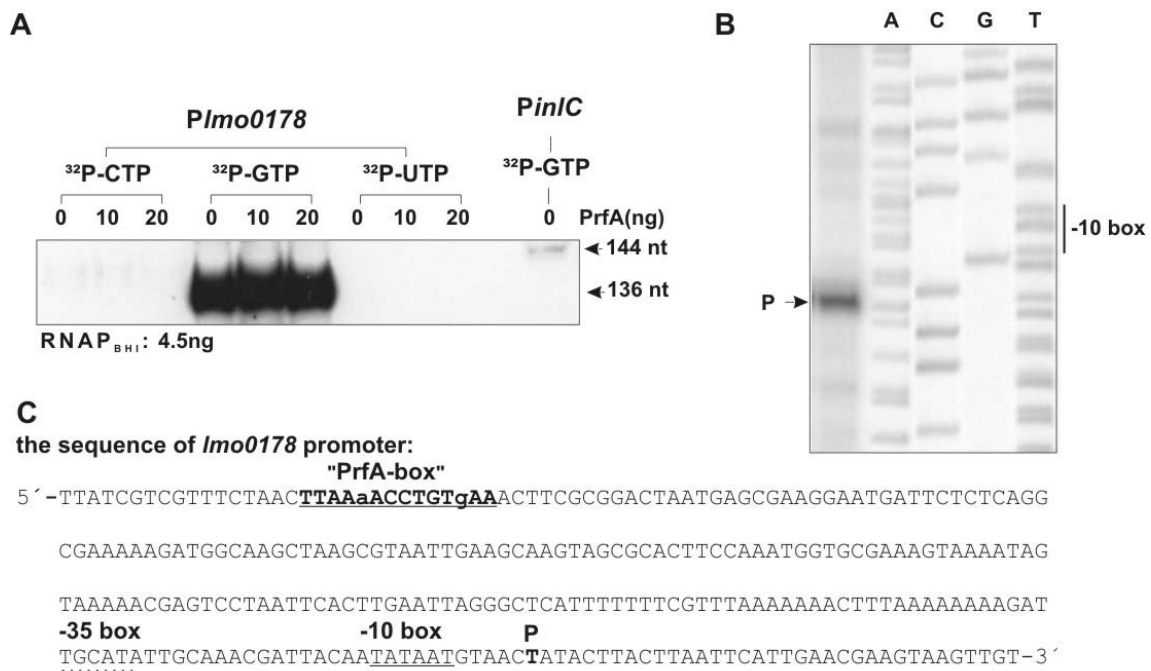 A
B
A C G T
Plmo0178
PinlC
³²P-CTP ³²P-GTP ³²P-UTP ³²P-GTP
0 10 20 0 10 20 0 10 20 0 PrfA(ng)
144 nt
136 nt
RNAP BHI: 4.5ng
-10 box
P
C
the sequence of lmo0178 promoter:
"PrfA-box"
5´-TTATCGTCGTTTCTAACTTAAaACCTGTgAAACTTCGCGGACTAATGAGCGAAGGAATGATTCTCTCAGG
CGAAAAAGATGGCAAGCTAAGCGTAATTGAAGCAAGTAGCGCACTTCCAAATGGTGCGAAAGTAAAATAG
TAAAAACGAGTCCTAATTCACTTGAATTAGGGCTCATTTTTTTCGTTTAAAAAAACTTTAAAAAAAAGAT
-35 box -10 box P
TGCATATTGCAAACGATTACAATATAATGTAACTATACTTACTTAATTCATTGAACGAAGTAAGTTGT-3´